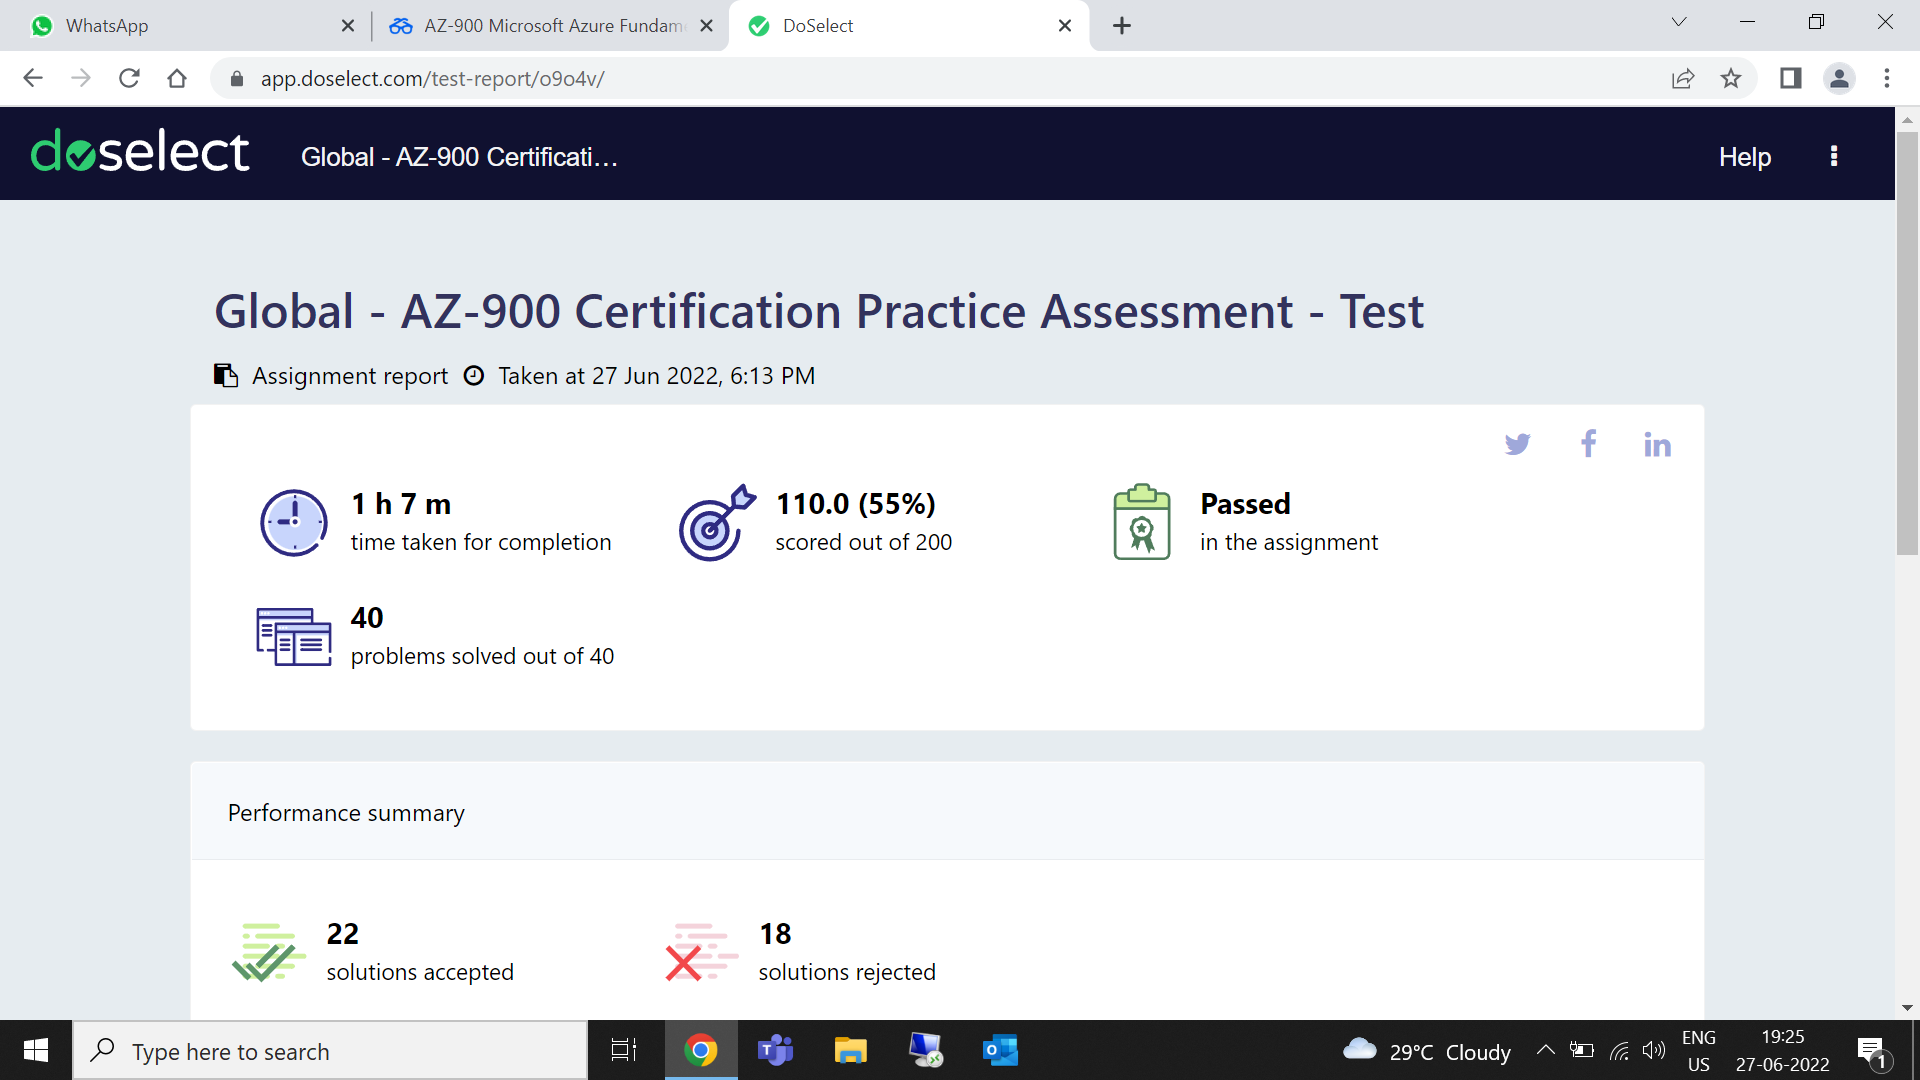 WhatsApp
AZ-900 Microsoft Azure Fundam
DoSelect
app.doselect.com/test-report/o9o4v/
doselect
Global - AZ-900 Certificati…
Help
Global - AZ-900 Certification Practice Assessment - Test
Assignment report
Taken at 27 Jun 2022, 6:13 PM
1 h 7 m
time taken for completion
110.0 (55%)
scored out of 200
Passed
in the assignment
40
problems solved out of 40
Performance summary
22
solutions accepted
18
solutions rejected
Type here to search
29°C Cloudy
ENG
US
19:25
27-06-2022
1